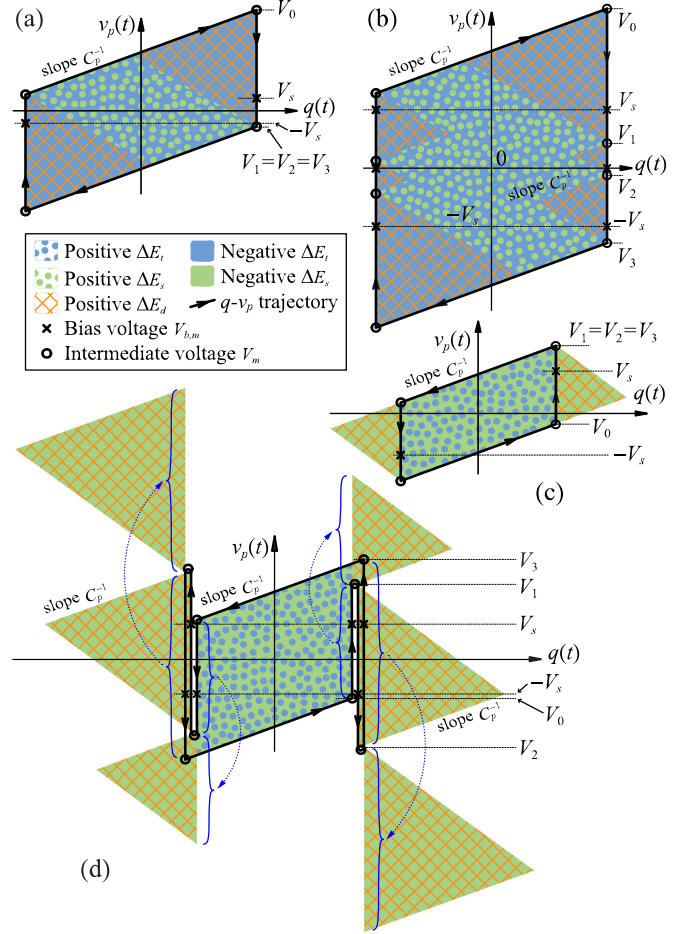 (a)
v_p(t)
V_0
slope C_p^{-1}
V_s
q(t)
−V_s
V_1=V_2=V_3
(b)
v_p(t)
V_0
slope C_p^{-1}
V_s
V_1
0
q(t)
slope C_p^{-1}
V_2
−V_s
−V_s
V_3
Positive ΔE_t
Negative ΔE_t
Positive ΔE_s
Negative ΔE_s
Positive ΔE_d
q-v_p trajectory
Bias voltage V_{b,m}
Intermediate voltage V_m
v_p(t)
V_1=V_2=V_3
slope C_p^{-1}
V_s
q(t)
V_0
−V_s
(c)
v_p(t)
V_3
slope C_p^{-1}
slope C_p^{-1}
V_1
V_s
q(t)
−V_s
slope C_p^{-1}
V_0
V_2
(d)